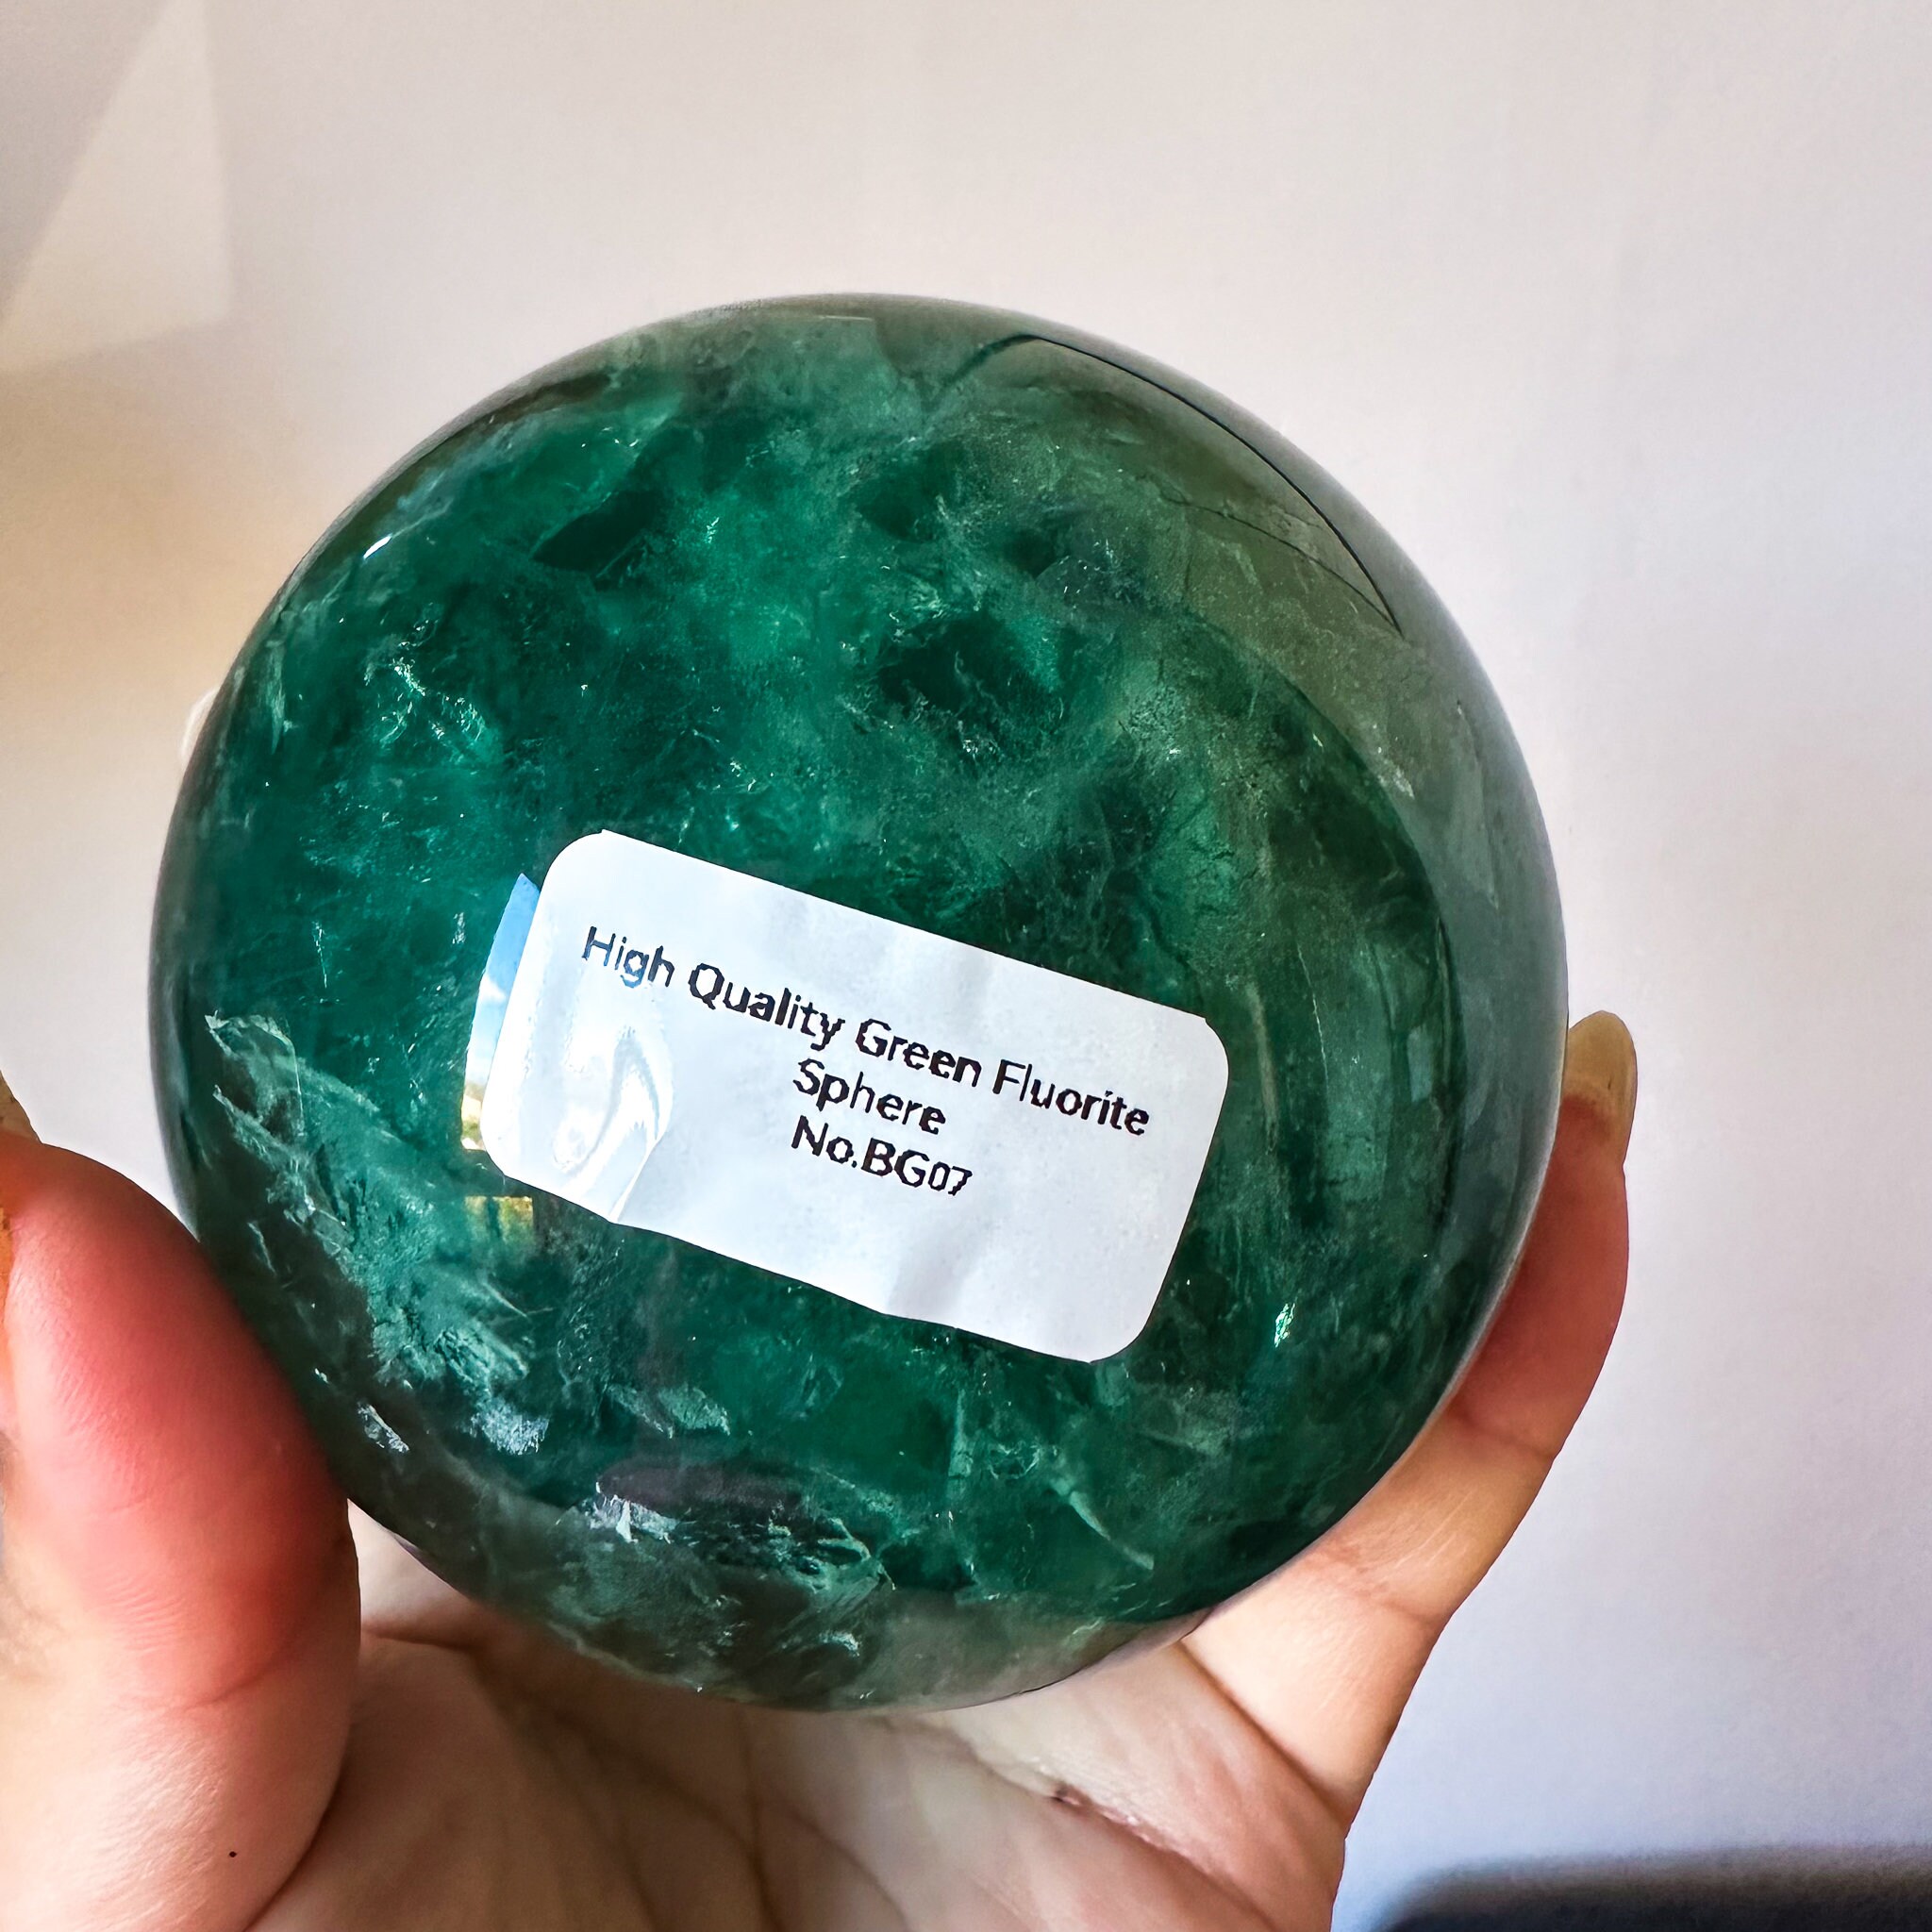 High Quality Green Fluorite
Sphere
No.BG07